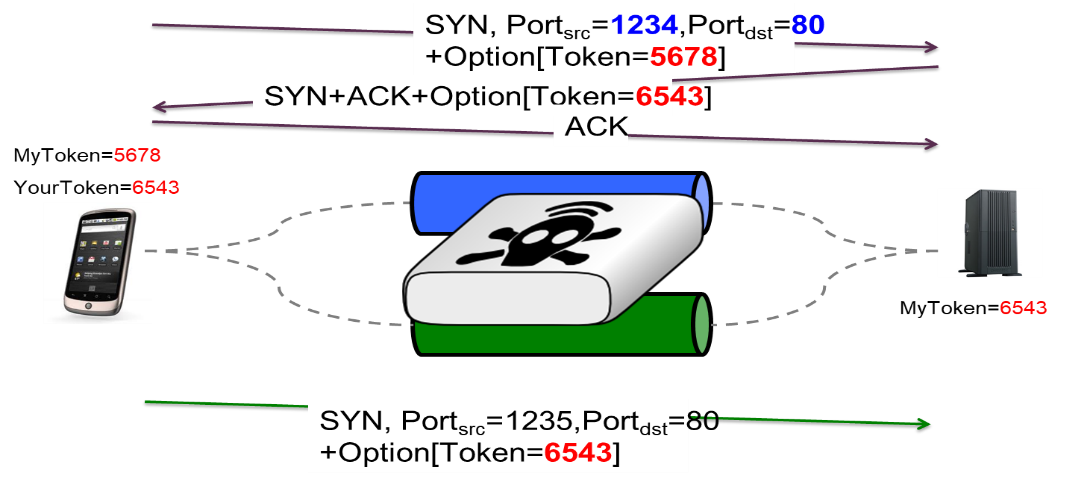 SYN, Portsrc=1234,Portdst=80
+Option[Token=5678]
SYN+ACK+Option[Token=6543]
ACK
MyToken=5678
YourToken=6543
MyToken=6543
SYN, Portsrc=1235,Portdst=80
+Option[Token=6543]